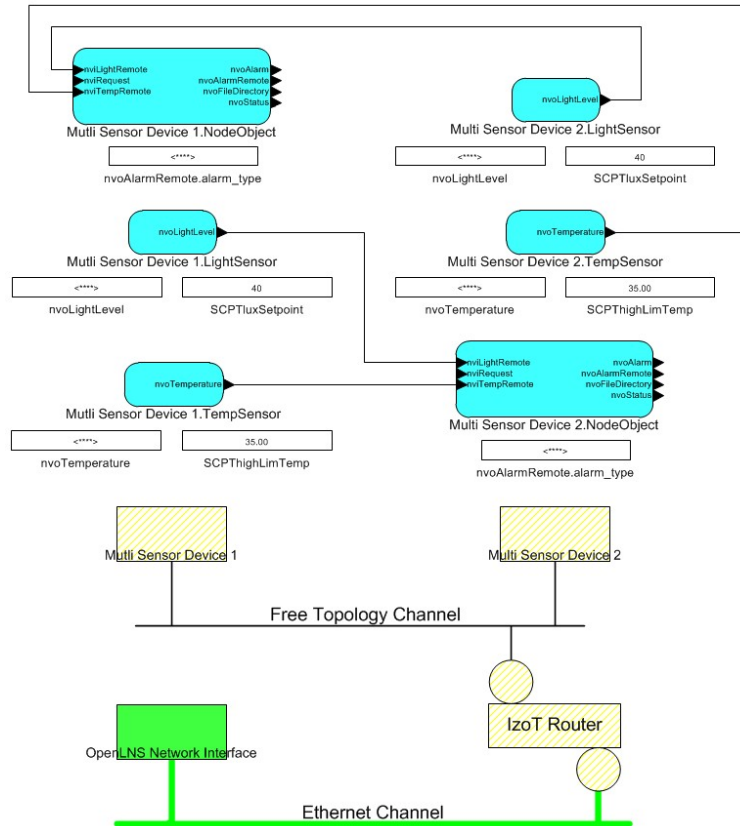 nviLightRemote
nviRequest
nviTempRemote
nvoAlarm
nvoAlarmRemote
nvoFileDirectory
nvoStatus
Mutli Sensor Device 1.NodeObject
<****>
nvoAlarmRemote.alarm_type
nvoLightLevel
Multi Sensor Device 2.LightSensor
<****>
40
nvoLightLevel
SCPTluxSetpoint
nvoLightLevel
Mutli Sensor Device 1.LightSensor
<****>
40
nvoLightLevel
SCPTluxSetpoint
nvoTemperature
Multi Sensor Device 2.TempSensor
<****>
35.00
nvoTemperature
SCPThighLimTemp
nvoTemperature
Mutli Sensor Device 1.TempSensor
<****>
35.00
nvoTemperature
SCPThighLimTemp
nviLightRemote
nviRequest
nviTempRemote
nvoAlarm
nvoAlarmRemote
nvoFileDirectory
nvoStatus
Multi Sensor Device 2.NodeObject
<****>
nvoAlarmRemote.alarm_type
Mutli Sensor Device 1
Multi Sensor Device 2
Free Topology Channel
IzoT Router
OpenLNS Network Interface
Ethernet Channel